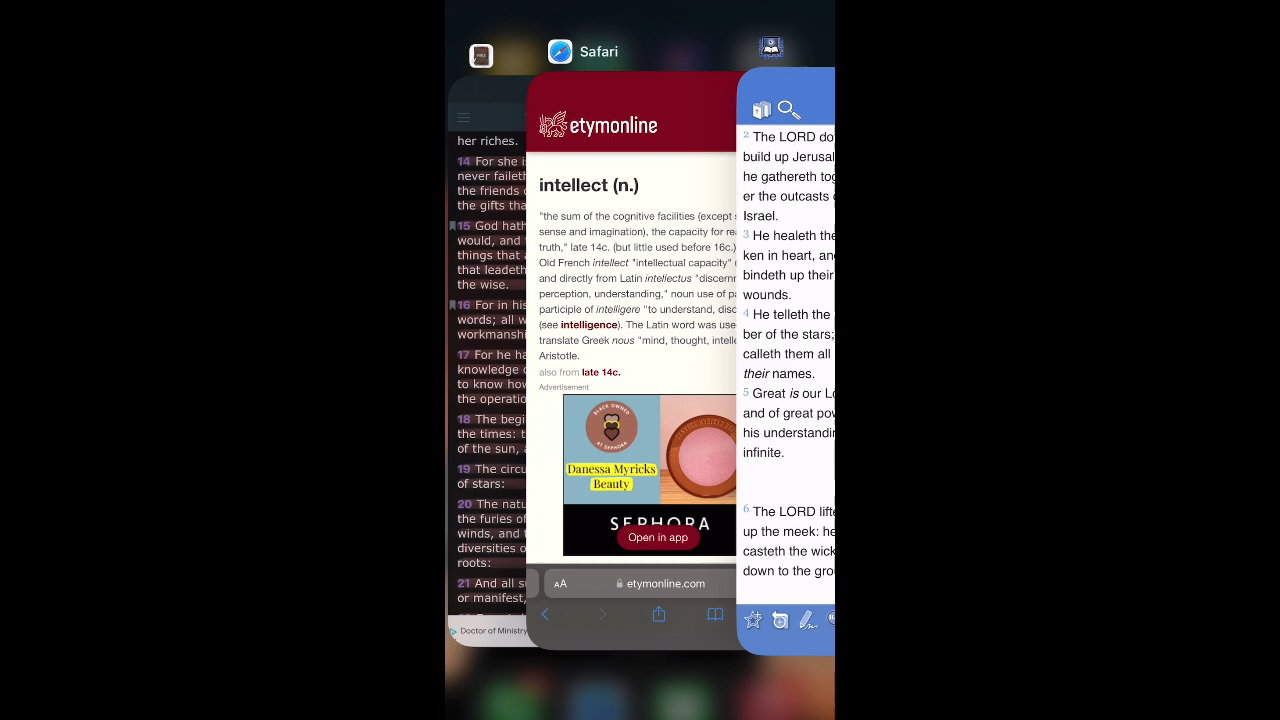 Safari
her riches.
14 For she is
never faileth
the friends o
the gifts tha
15 God hath
would, and
things that a
that leadeth
the wise.
16 For in his
words; all w
workmanshi
17 For he ha
knowledge o
to know how
the operatio
18 The begi
the times: t
of the sun, a
19 The circu
of stars:
20 The natu
the furies of
winds, and t
diversities o
roots:
21 And all s
or manifest,
Doctor of Ministry
etymonline
intellect (n.)
"the sum of the cognitive facilities (except s
sense and imagination), the capacity for rea
truth," late 14c. (but little used before 16c.)
Old French intellect "intellectual capacity" (
and directly from Latin intellectus "discernm
perception, understanding," noun use of pa
participle of intelligere "to understand, disc
(see intelligence). The Latin word was used
translate Greek nous "mind, thought, intelle
Aristotle.
also from late 14c.
Advertisement
BLACK OWNED
AT SEPHORA
Danessa Myricks
Beauty
SEPHORA
Open in app
AA
etymonline.com
2 The LORD do
build up Jerusal
he gathereth tog
er the outcasts o
Israel.
3 He healeth the
ken in heart, an
bindeth up their
wounds.
4 He telleth the
ber of the stars;
calleth them all
their names.
5 Great is our Lo
and of great pow
his understandin
infinite.
6 The LORD lifte
up the meek: he
casteth the wick
down to the grou